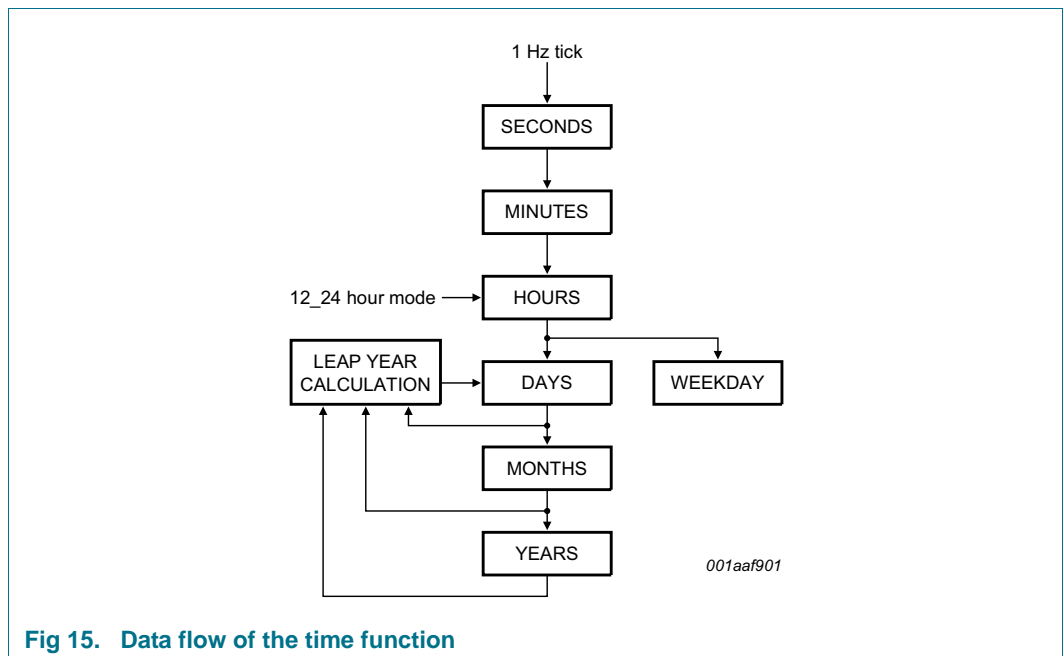 1 Hz tick
SECONDS
MINUTES
12_24 hour mode
HOURS
LEAP YEAR
CALCULATION
DAYS
WEEKDAY
MONTHS
YEARS
001aaf901
Fig 15. Data flow of the time function